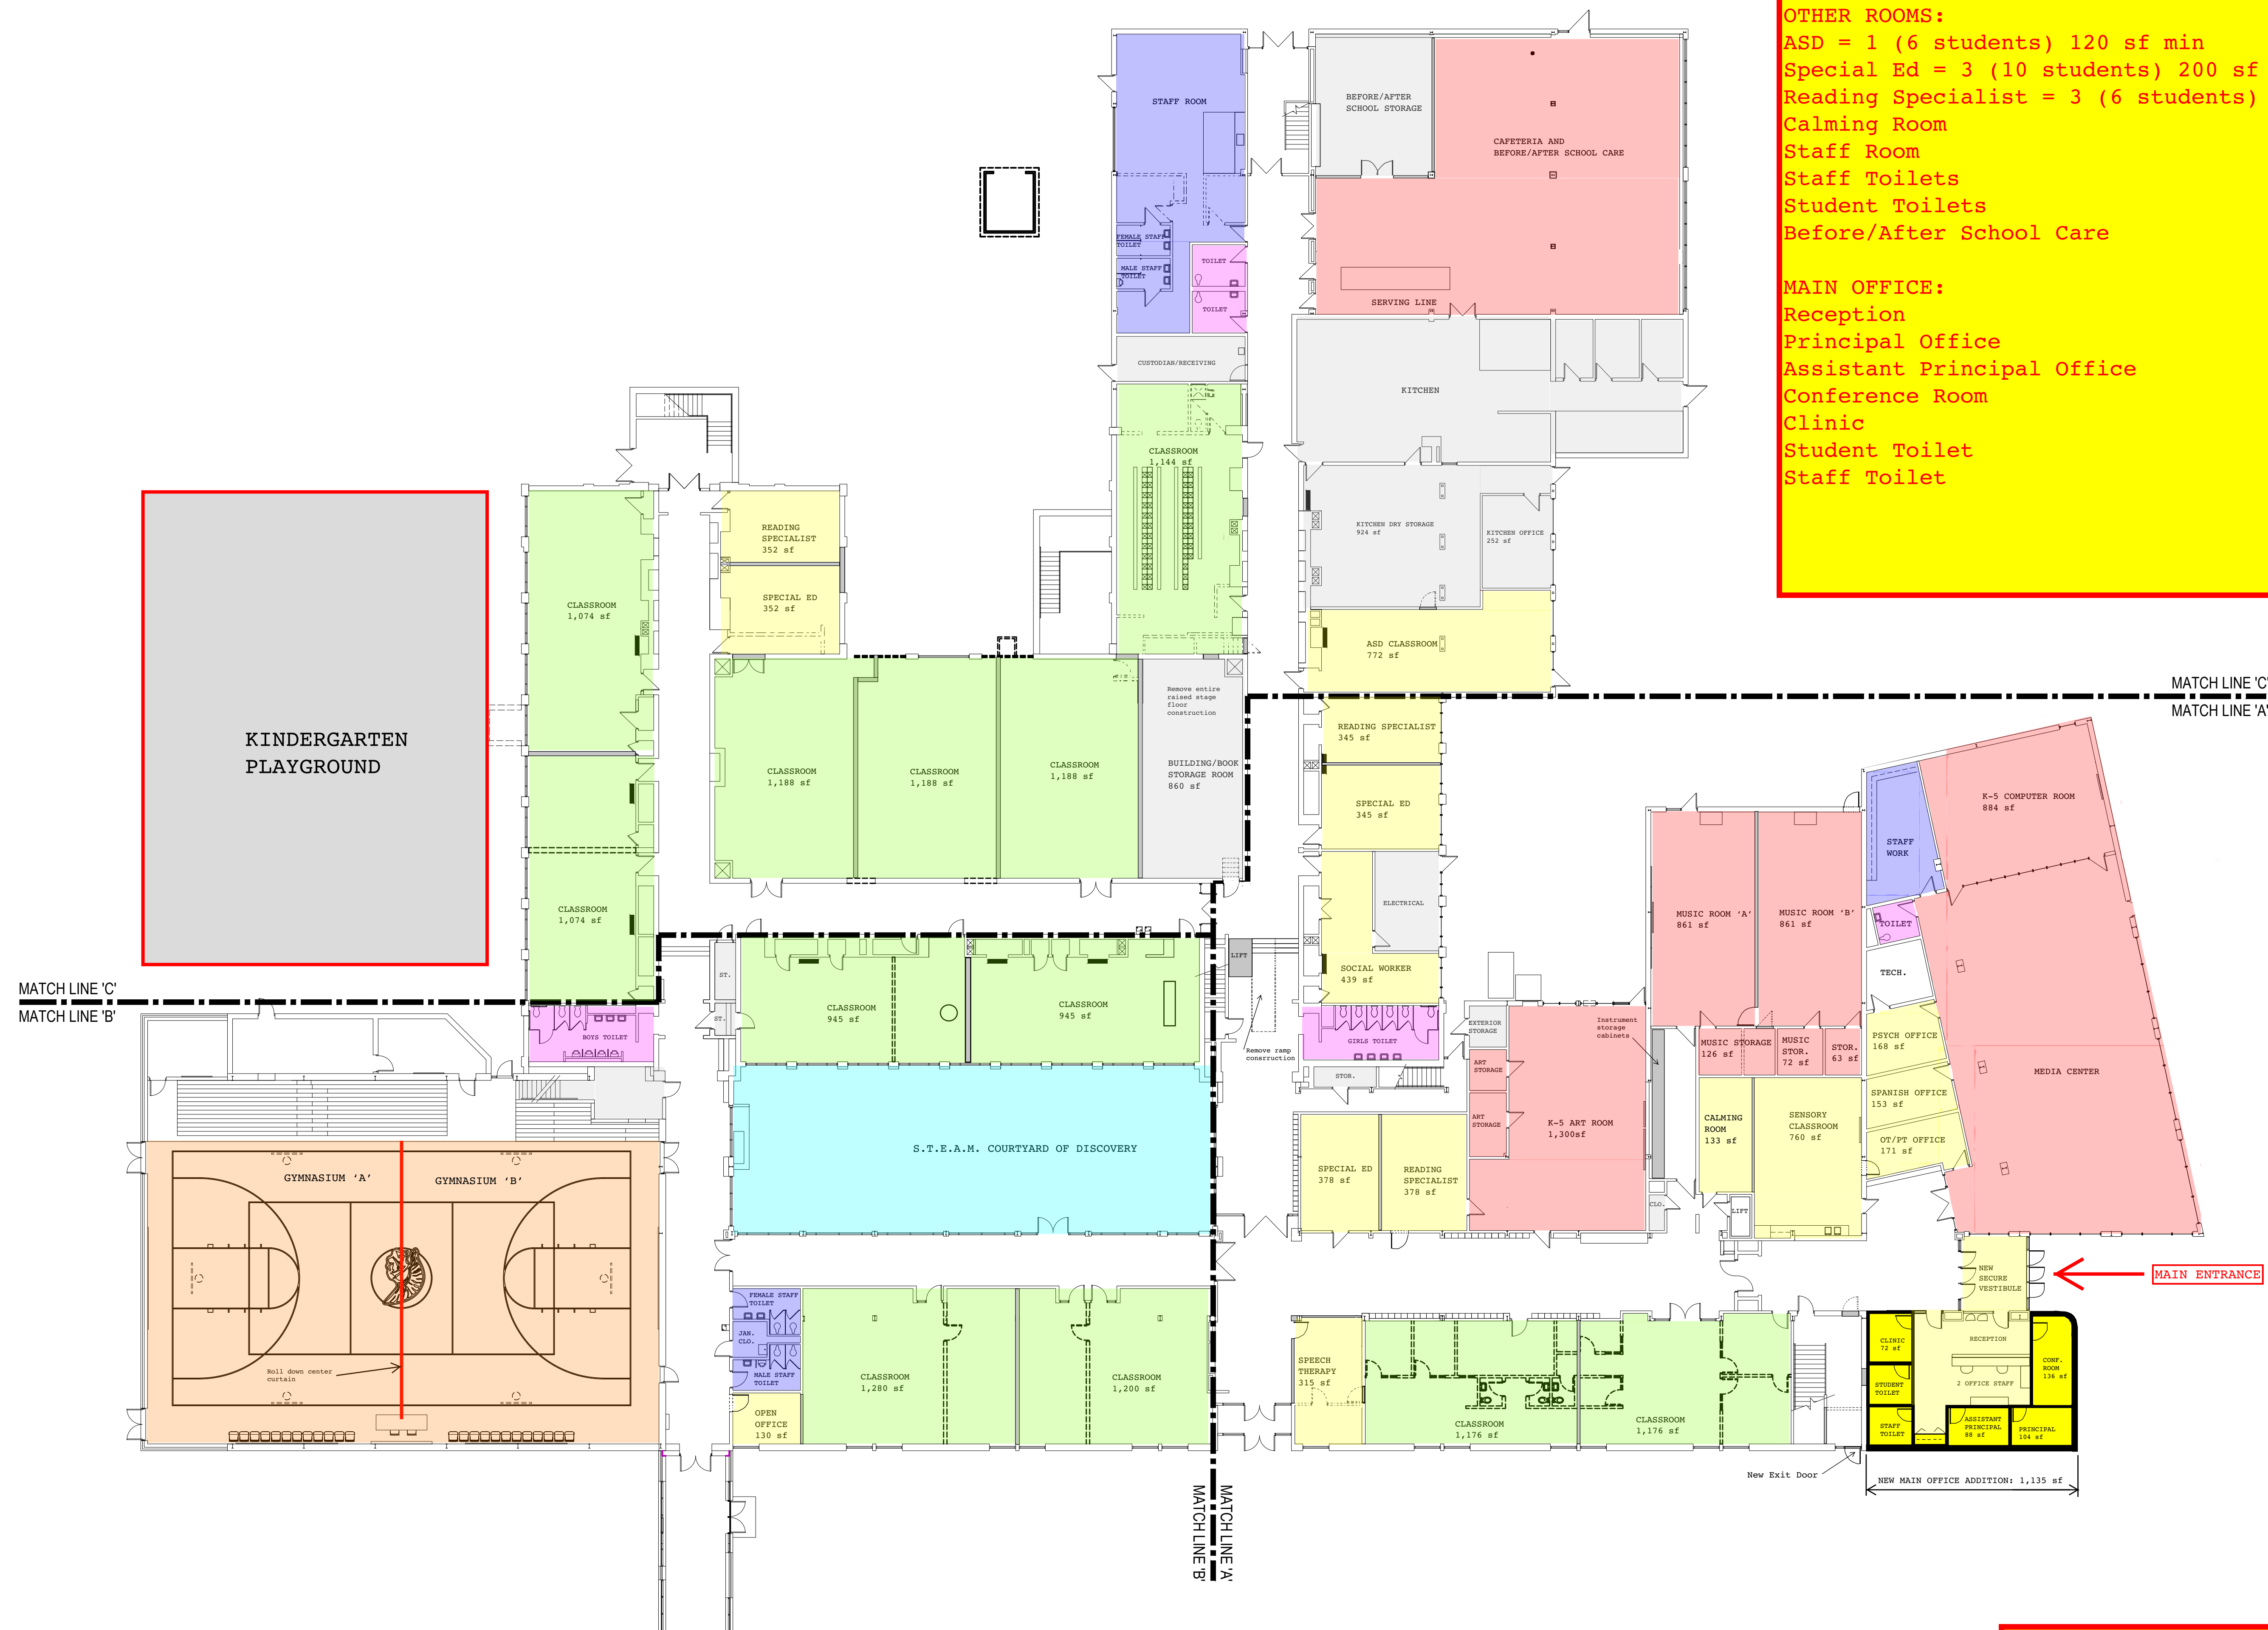 OTHER ROOMS:
ASD = 1 (6 students) 120 sf min
Special Ed = 3 (10 students) 200 sf
Reading Specialist = 3 (6 students)
Calming Room
Staff Room
Staff Toilets
Student Toilets
Before/After School Care
MAIN OFFICE:
Reception
Principal Office
Assistant Principal Office
Conference Room
Clinic
Student Toilet
Staff Toilet
STAFF ROOM
BEFORE/AFTER
SCHOOL STORAGE
CAFETERIA AND
BEFORE/AFTER SCHOOL CARE
FEMALE STAFF
TOILET
MALE STAFF
TOILET
TOILET
TOILET
SERVING LINE
CUSTODIAN/RECEIVING
KITCHEN
CLASSROOM
1,144 sf
KITCHEN DRY STORAGE
924 sf
KITCHEN OFFICE
252 sf
READING
SPECIALIST
352 sf
SPECIAL ED
352 sf
CLASSROOM
1,074 sf
ASD CLASSROOM
772 sf
MATCH LINE 'C'
MATCH LINE 'A'
Remove entire
raised stage
floor
construction
KINDERGARTEN
PLAYGROUND
CLASSROOM
1,188 sf
CLASSROOM
1,188 sf
CLASSROOM
1,188 sf
BUILDING/BOOK
STORAGE ROOM
860 sf
READING SPECIALIST
345 sf
SPECIAL ED
345 sf
K-5 COMPUTER ROOM
884 sf
STAFF
WORK
CLASSROOM
1,074 sf
ELECTRICAL
MUSIC ROOM ‘A’
861 sf
MUSIC ROOM ‘B’
861 sf
TOILET
TECH.
SOCIAL WORKER
439 sf
LIFT
ST.
ST.
CLASSROOM
945 sf
CLASSROOM
945 sf
MATCH LINE 'C'
MATCH LINE 'B'
BOYS TOILET
GIRLS TOILET
Remove ramp
consrruction
STOR.
EXTERIOR
STORAGE
ART
STORAGE
ART
STORAGE
Instrument
storage
cabinets
MUSIC STORAGE
126 sf
MUSIC
STOR.
72 sf
STOR.
63 sf
PSYCH OFFICE
168 sf
MEDIA CENTER
SPANISH OFFICE
153 sf
OT/PT OFFICE
171 sf
CALMING
ROOM
133 sf
SENSORY
CLASSROOM
760 sf
K-5 ART ROOM
1,300sf
S.T.E.A.M. COURTYARD OF DISCOVERY
SPECIAL ED
378 sf
READING
SPECIALIST
378 sf
CLO.
LIFT
GYMNASIUM ‘A’
GYMNASIUM ‘B’
Roll down center
curtain
NEW
SECURE
VESTIBULE
MAIN ENTRANCE
FEMALE STAFF
TOILET
JAN.
CLO.
MALE STAFF
TOILET
OPEN
OFFICE
130 sf
CLASSROOM
1,280 sf
CLASSROOM
1,200 sf
SPEECH
THERAPY
315 sf
CLASSROOM
1,176 sf
CLASSROOM
1,176 sf
CLINIC
72 sf
STUDENT
TOILET
STAFF
TOILET
RECEPTION
2 OFFICE STAFF
CONF.
ROOM
136 sf
ASSISTANT
PRINCIPAL
88 sf
PRINCIPAL
104 sf
New Exit Door
NEW MAIN OFFICE ADDITION: 1,135 sf
MATCH LINE 'B'
MATCH LINE 'A'